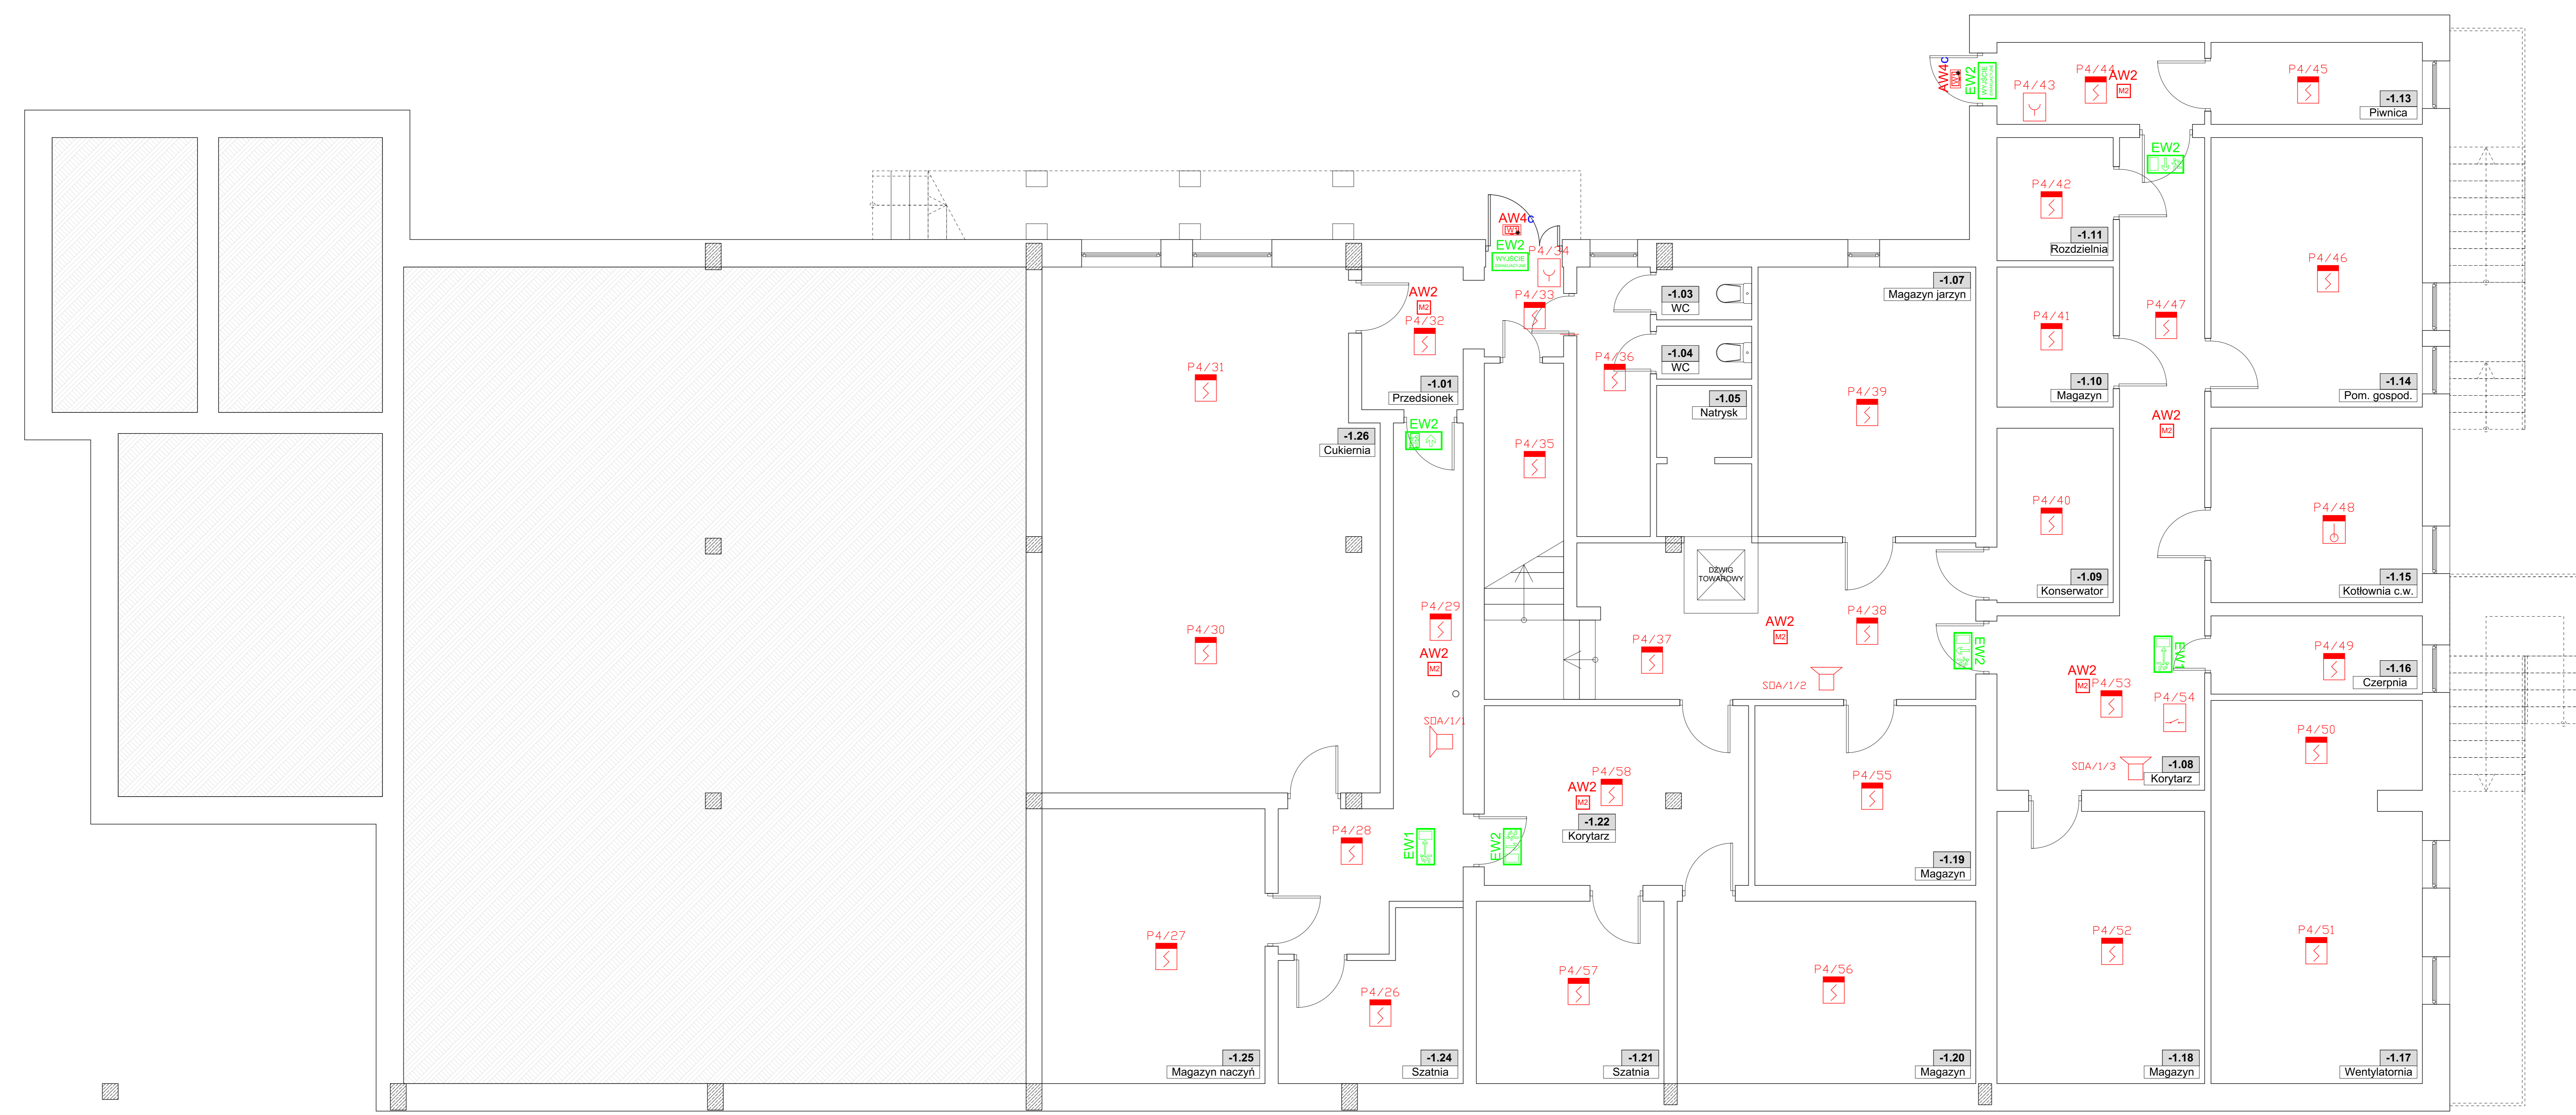 AW4c
EW2
WYJŚCIE
EWAKUACYJNE
P4/43
P4/44
AW2
M2
P4/45
-1.13
Piwnica
EW2
P4/42
-1.11
Rozdzielnia
P4/46
AW4c
EW2
WYJŚCIE
EWAKUACYJNE
P4/34
P4/33
AW2
M2
P4/32
-1.03
WC
-1.07
Magazyn jarzyn
P4/41
P4/47
P4/31
P4/36
-1.04
WC
-1.01
Przedsionek
-1.05
Natrysk
P4/39
-1.10
Magazyn
-1.14
Pom. gospod.
EW2
-1.26
Cukiernia
P4/35
AW2
M2
P4/40
P4/48
DŹWIG
TOWAROWY
-1.09
Konserwator
-1.15
Kotłownia c.w.
P4/29
P4/30
AW2
M2
P4/37
AW2
M2
P4/38
SDA/1/2
EW2
EW1
P4/49
-1.16
Czerpnia
AW2
M2
P4/53
P4/54
SDA/1/1
P4/50
SDA/1/3
-1.08
Korytarz
P4/58
AW2
M2
P4/55
-1.22
Korytarz
P4/28
EW1
EW2
-1.19
Magazyn
P4/27
P4/57
P4/56
P4/52
P4/51
P4/26
-1.25
Magazyn naczyń
-1.24
Szatnia
-1.21
Szatnia
-1.20
Magazyn
-1.18
Magazyn
-1.17
Wentylatornia